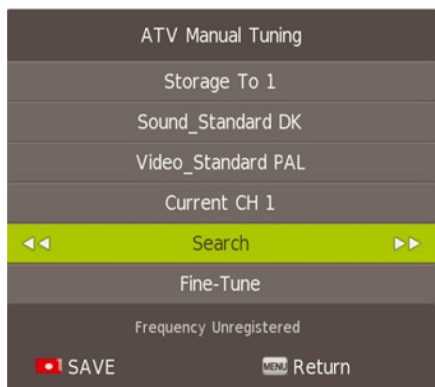 ATV Manual Tuning
Storage To 1
Sound_Standard DK
Video_Standard PAL
Current CH 1
Search
Fine-Tune
Frequency Unregistered
SAVE MENU Return